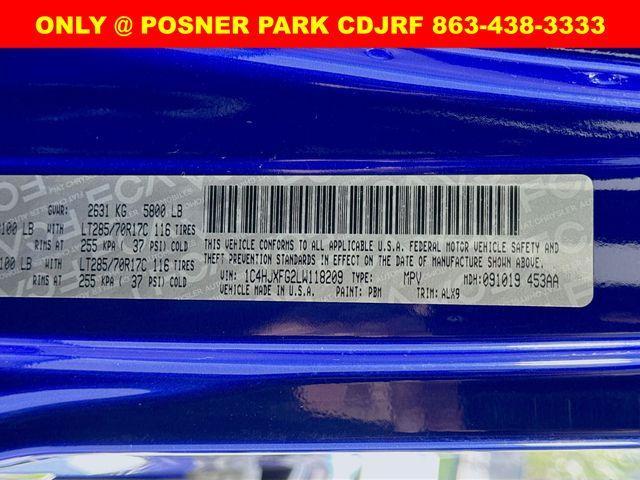 ONLY @ POSNER PARK CDJRF 863-438-3333
GVWR: 2631 KG 5800 LB
100 LB WITH LT285/70R17C 116 TIRES
RIMS AT 255 KPA ( 37 PSI) COLD
100 LB WITH LT285/70R17C 116 TIRES
RIMS AT 255 KPA ( 37 PSI) COLD
THIS VEHICLE CONFORMS TO ALL APPLICABLE U.S.A. FEDERAL MOTOR VEHICLE SAFETY AND
THEFT PREVENTION STANDARDS IN EFFECT ON THE DATE OF MANUFACTURE SHOWN ABOVE.
VIN: 1C4HJXFG2LW118209 TYPE: MPV MDH: 091019 453AA
VEHICLE MADE IN U.S.A. PAINT: PBM TRIM: ALX9